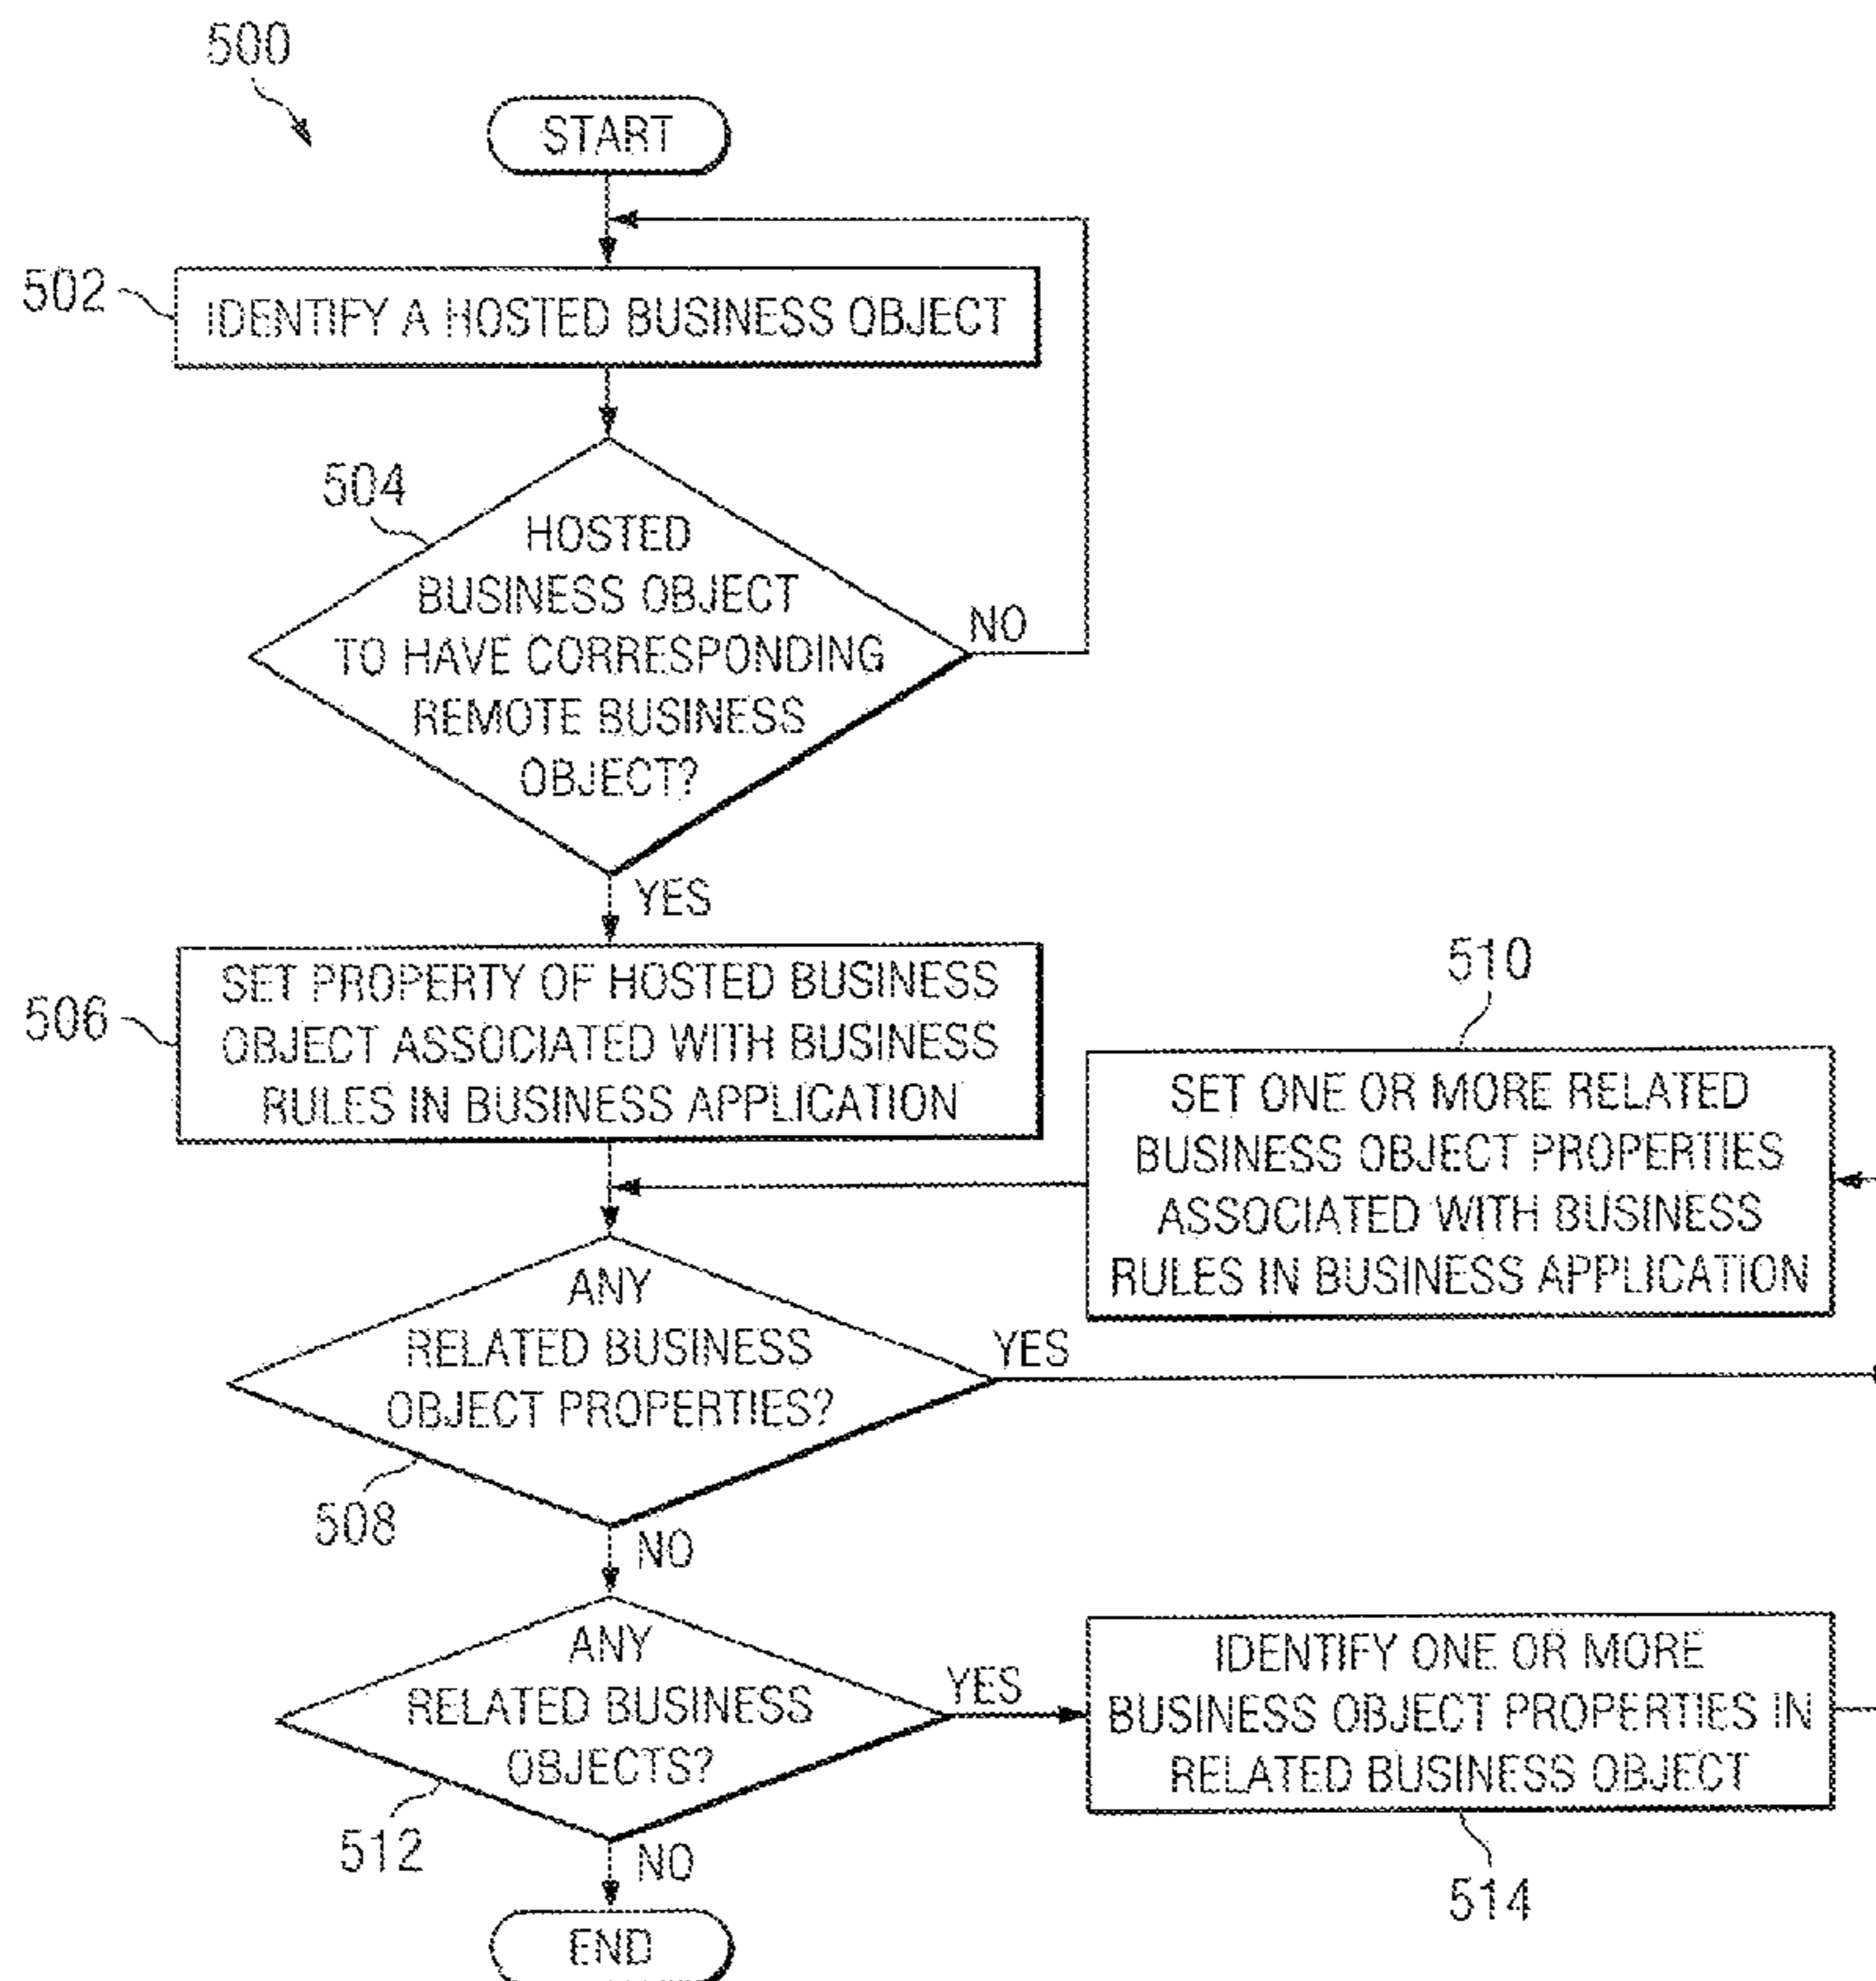 500
START
502
IDENTIFY A HOSTED BUSINESS OBJECT
504
HOSTED
BUSINESS OBJECT
TO HAVE CORRESPONDING
REMOTE BUSINESS
OBJECT?
NO
YES
506
SET PROPERTY OF HOSTED BUSINESS
OBJECT ASSOCIATED WITH BUSINESS
RULES IN BUSINESS APPLICATION
510
SET ONE OR MORE RELATED
BUSINESS OBJECT PROPERTIES
ASSOCIATED WITH BUSINESS
RULES IN BUSINESS APPLICATION
ANY
RELATED BUSINESS
OBJECT PROPERTIES?
YES
508
NO
ANY
RELATED BUSINESS
OBJECTS?
YES
IDENTIFY ONE OR MORE
BUSINESS OBJECT PROPERTIES IN
RELATED BUSINESS OBJECT
512
NO
514
END